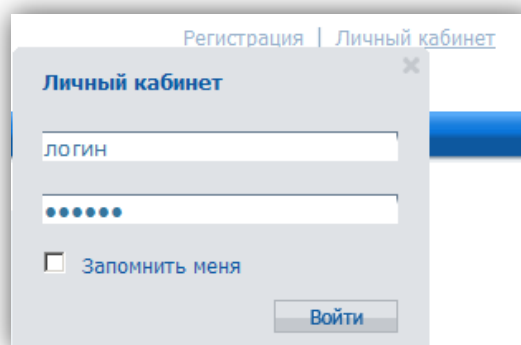 Регистрация | Личный кабинет
Личный кабинет
логин
••••••
Запомнить меня
Войти